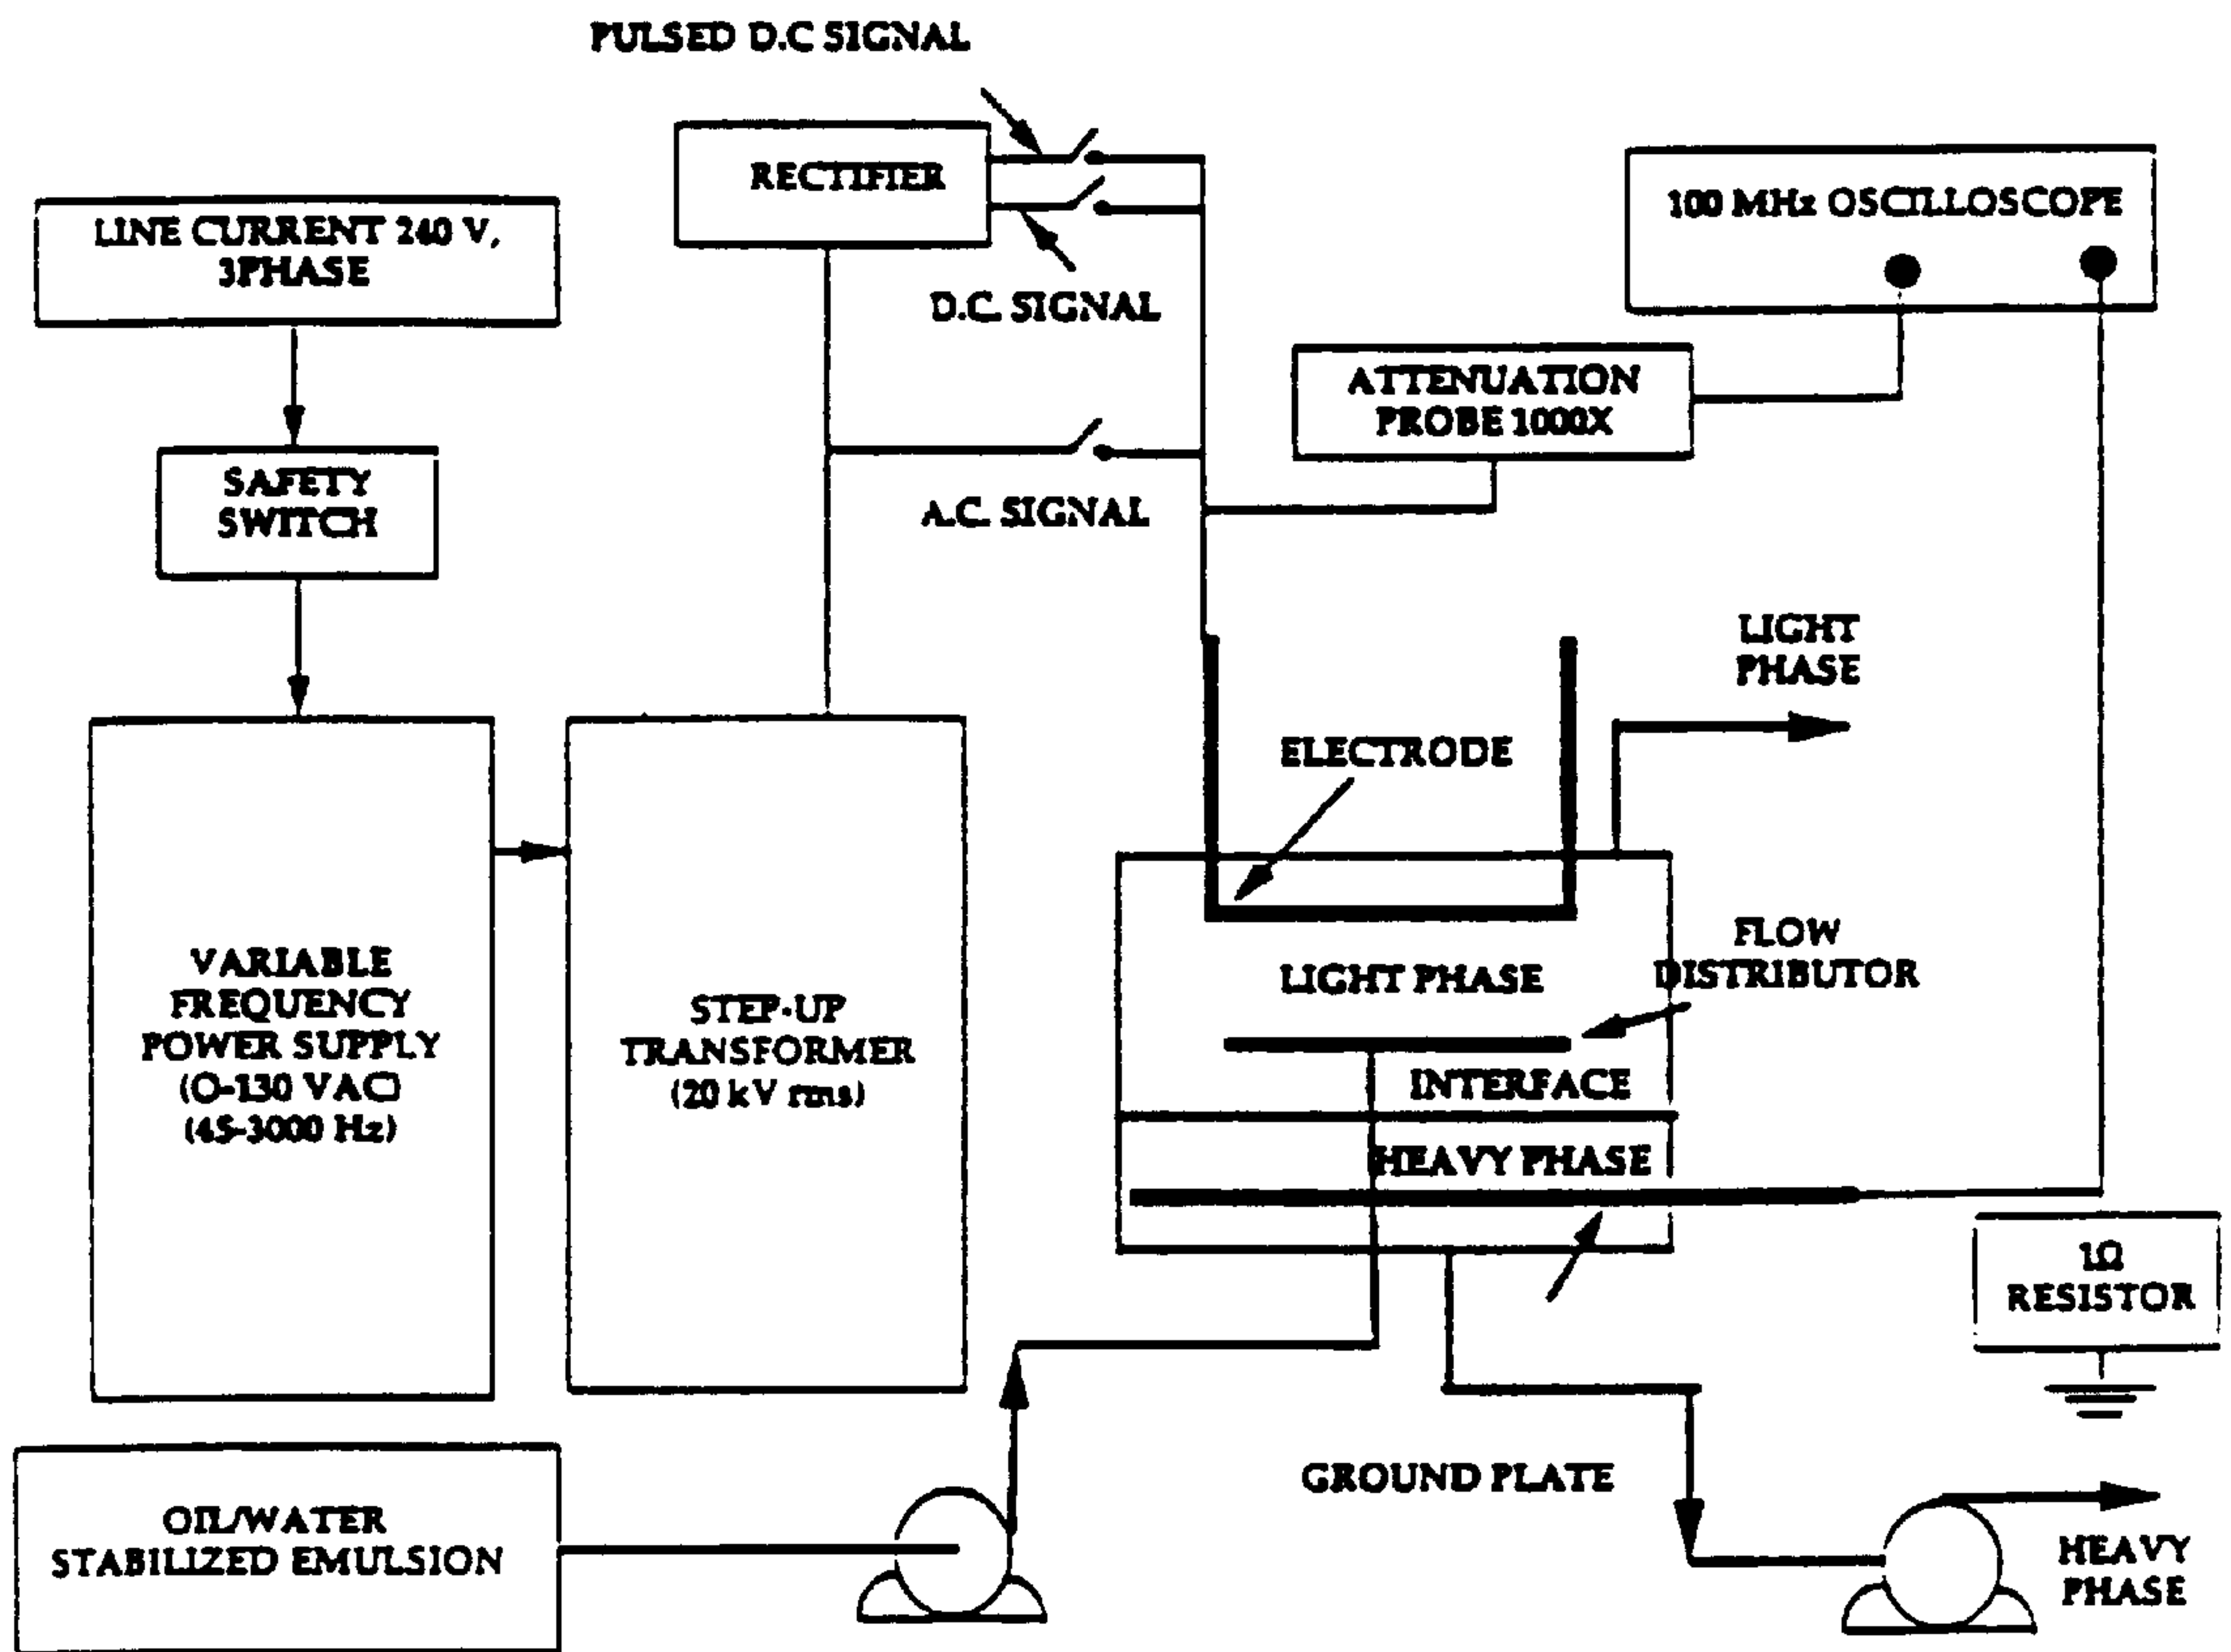 PULSED D.C SIGNAL
RECTIFIER
LINE CURRENT 240 V,
3PHASE
100 MHz OSCILLOSCOPE
D.C. SIGNAL
ATTENUATION
PROBE 1000X
SAFETY
SWITCH
A.C. SIGNAL
LIGHT
PHASE
ELECTRODE
FLOW
DISTRIBUTOR
LIGHT PHASE
VARIABLE
FREQUENCY
POWER SUPPLY
(O-130 VAC)
(45-3000 Hz)
STEP-UP
TRANSFORMER
(20 kV rms)
INTERFACE
HEAVY PHASE
1Ω
RESISTOR
GROUND PLATE
OIL/WATER
STABILIZED EMULSION
HEAVY
PHASE